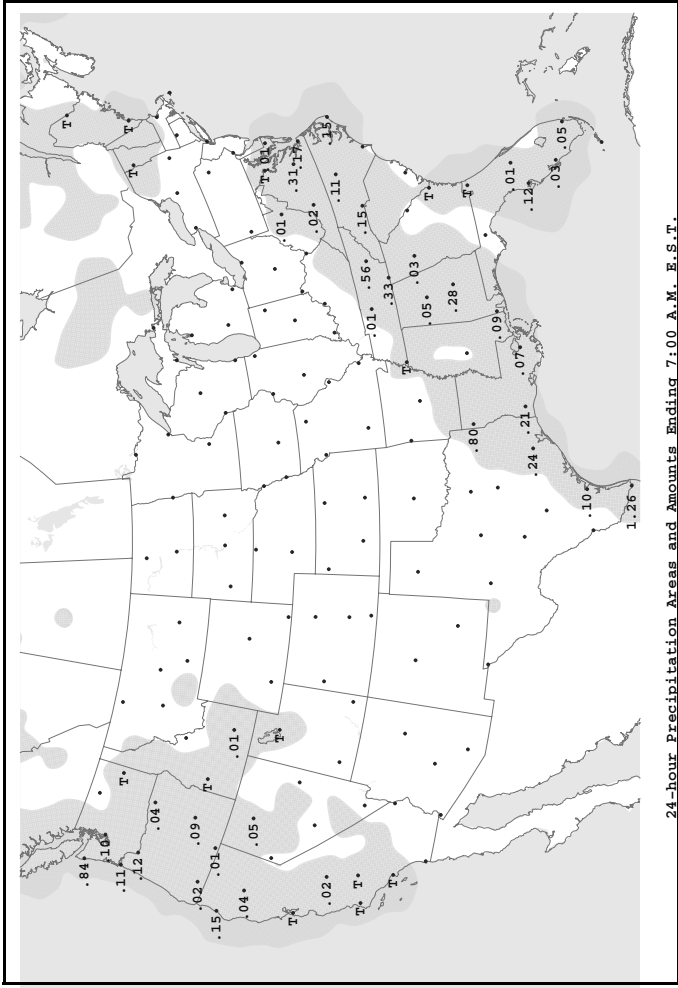 T
.84
.10
.11
T
T
T
.12
.04
.02
.09
T
.15
.01
.01
.04
.05
T
.01
T
.01
T
.31
.17
.02
.02
.15
.11
T
T
.15
.56
.01
.33
T
T
.03
.05
T
.28
T
.80
.09
.01
.07
.21
.12
.24
.03
.05
.10
1.26
24-hour Precipitation Areas and Amounts Ending 7:00 A.M. E.S.T.